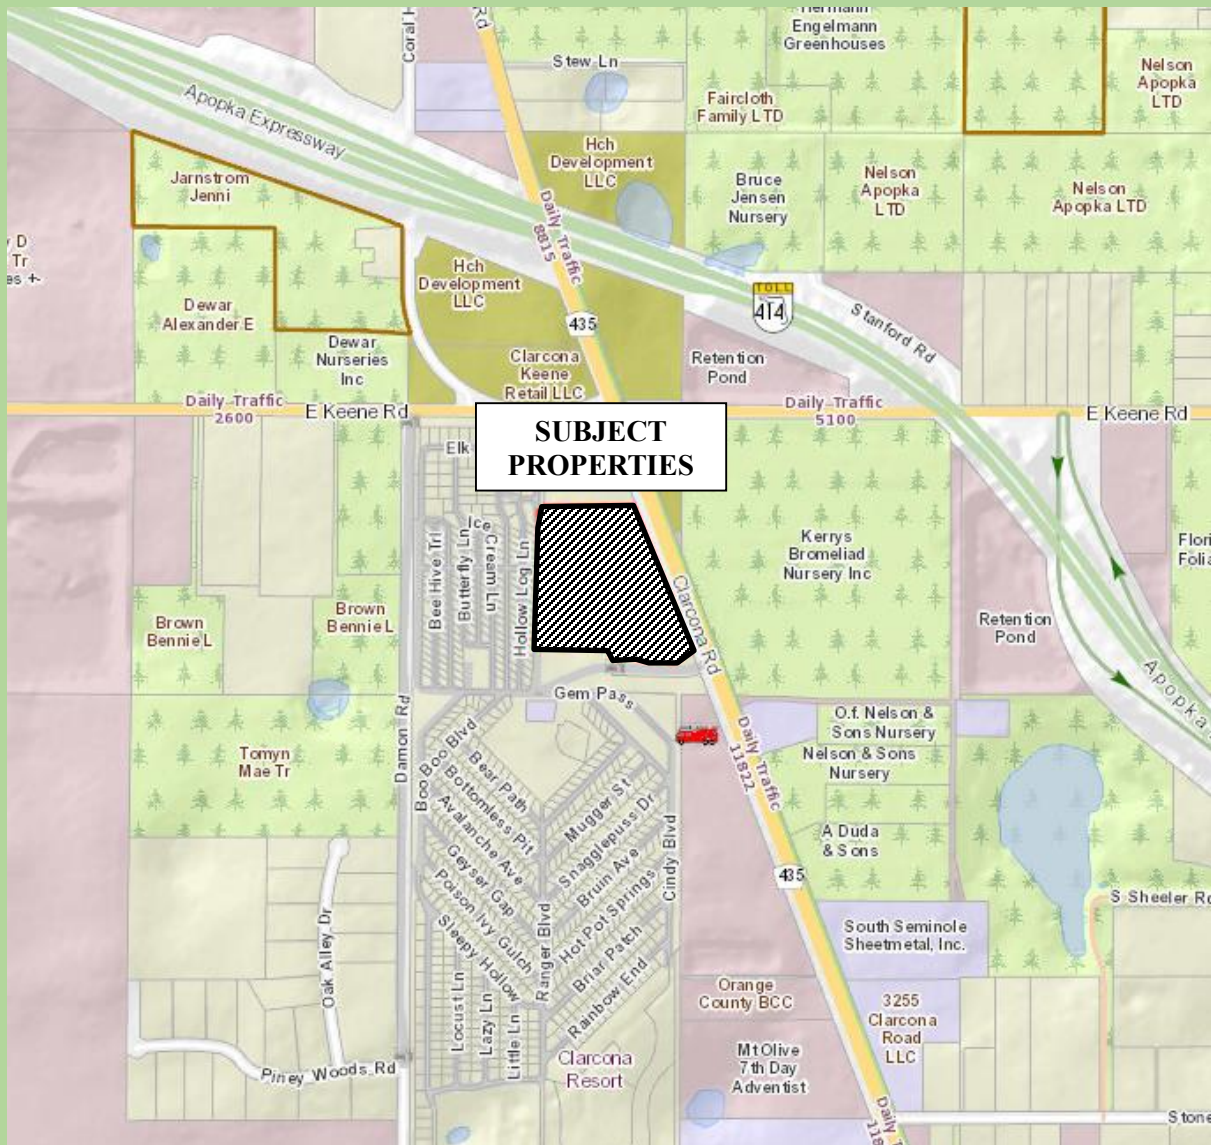 Hermann
Engelmann
Greenhouses
Nelson
Apopka
LTD
Coral H
Rd
Stew Ln
Apopka Expressway
Faircloth
Family LTD
Jarnstrom
Jenni
Hch
Development
LLC
Bruce
Jensen
Nursery
Nelson
Apopka
LTD
Nelson
Apopka LTD
Daily Traffic
8815
y D
Tr
es +-
Hch
Development
LLC
Dewar
Alexander E
TOLL
414
435
Stanford Rd
Dewar
Nurseries
Inc
Clarcona
Keene
Retail LLC
Retention
Pond
Daily Traffic
2600
E Keene Rd
Daily Traffic
5100
E Keene Rd
SUBJECT
PROPERTIES
Elk
Bee Hive Trl
Butterfly Ln
Ice Cream Ln
Hollow Log Ln
Kerrys
Bromeliad
Nursery Inc
Flori
Folia
Clarcona Rd
Brown
Bennie L
Brown
Bennie L
Retention
Pond
Apopka
Gem Pass
Damon Rd
O.f. Nelson &
Sons Nursery
Nelson & Sons
Nursery
Daily Traffic
11822
Tomyn
Mae Tr
Boo Boo Blvd
Bear Path
Bottomless Pit
Avalanche Ave
Geyser Gap
Poison Ivy Gulch
Sleepy Hollow
Mugger St
Snagglepuss Dr
Bruin Ave
Hot Pot Springs
Briar Patch
Rainbow End
Ranger Blvd
Cindy Blvd
A Duda
& Sons
435
S Sheeler Rd
South Seminole
Sheetmetal, Inc.
Oak Alley Dr
Locust Ln
Lazy Ln
Little Ln
Orange
County BCC
3255
Clarcona
Road
LLC
Piney Woods Rd
Clarcona
Resort
Mt Olive
7th Day
Adventist
Daily T
118
Stone